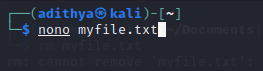 ┌──(adithya㉿kali)-[~]
└─$ nono myfile.txt